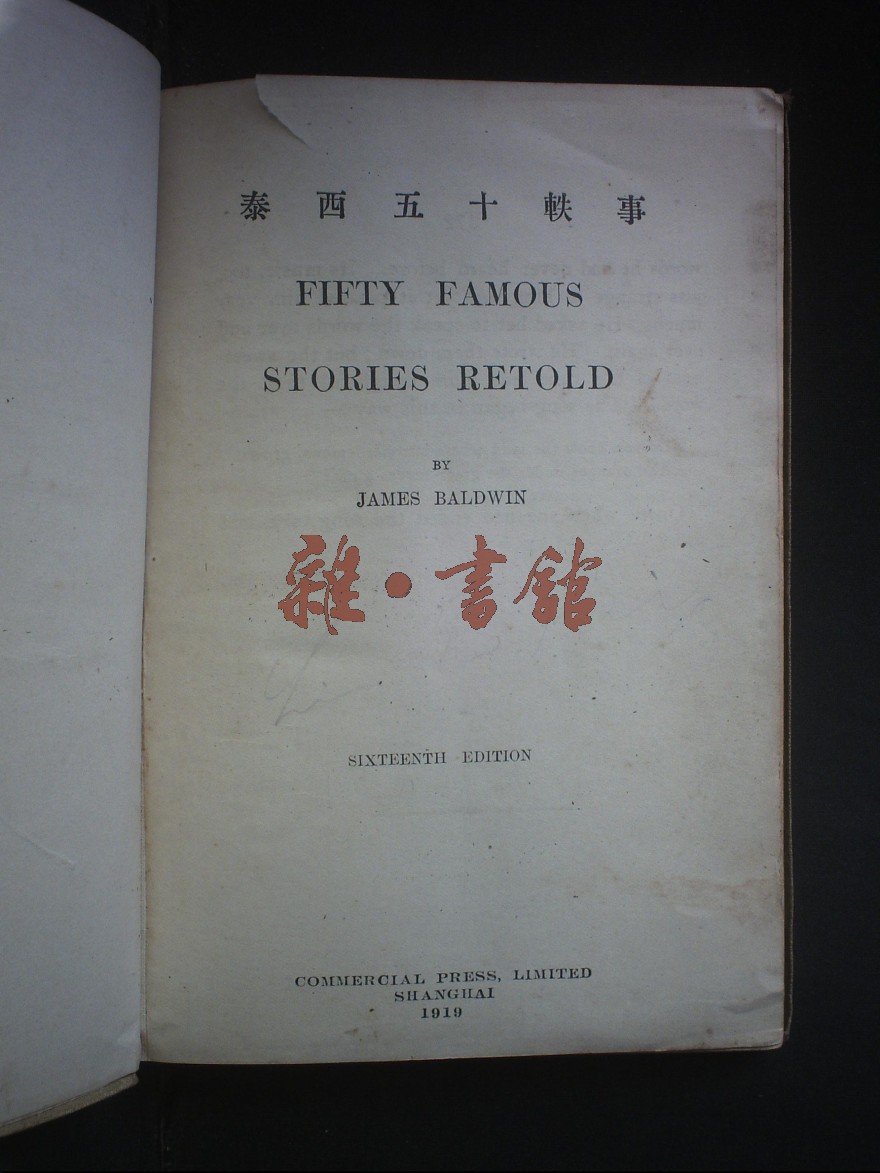 泰西五十軼事
FIFTY FAMOUS
STORIES RETOLD
BY
JAMES BALDWIN
雜·書館
SIXTEENTH EDITION
COMMERCIAL PRESS, LIMITED
SHANGHAI
1919